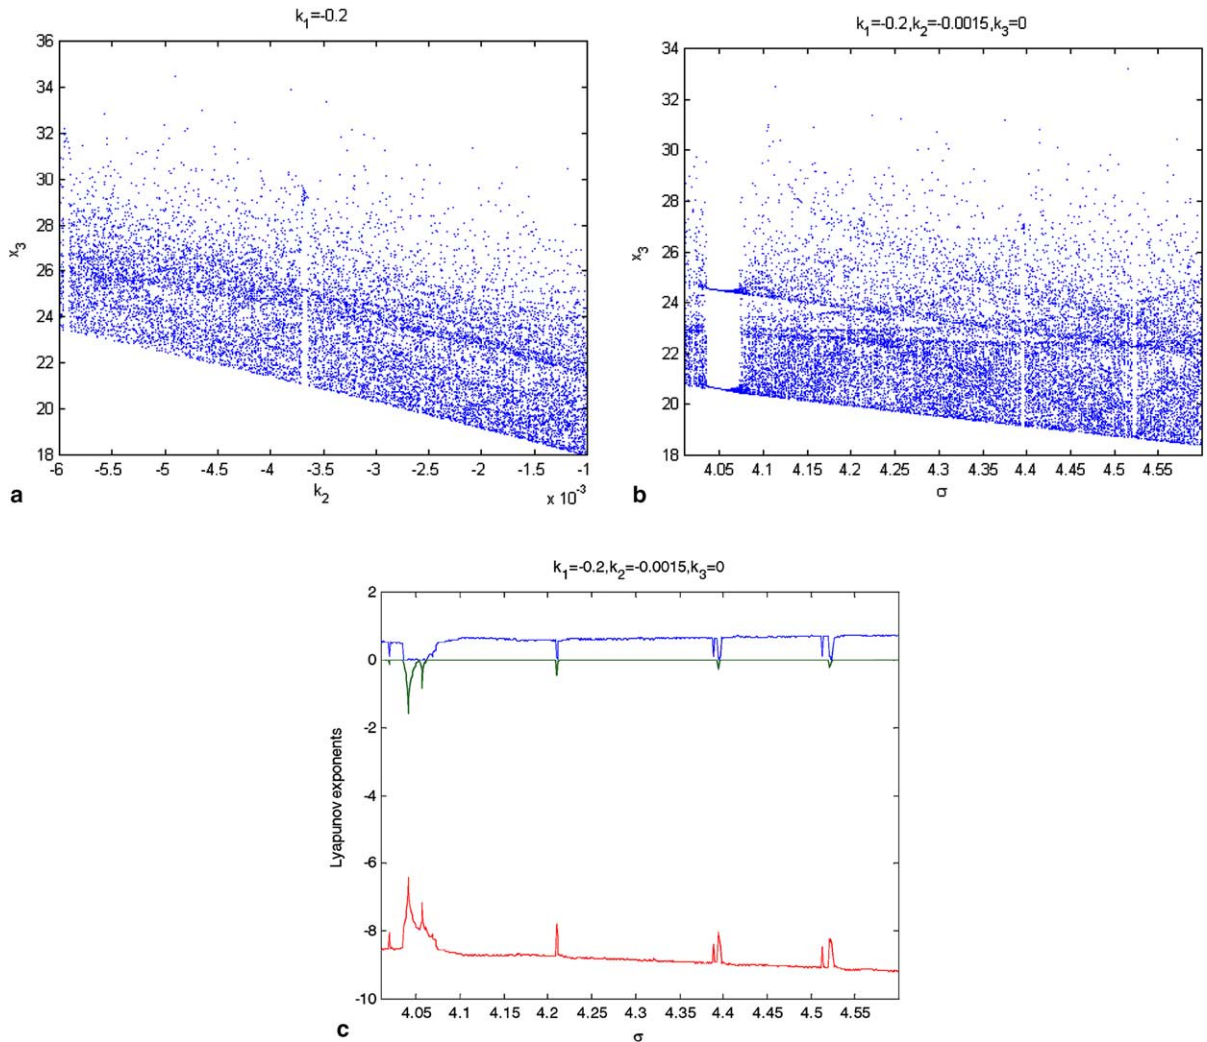 k1=-0.2
36
34
32
30
28
26
24
22
20
18
x3
-6 -5.5 -5 -4.5 -4 -3.5 -3 -2.5 -2 -1.5 -1
k2
x 10-3
a
k1=-0.2,k2=-0.0015,k3=0
34
32
30
28
26
24
22
20
18
x3
4.05 4.1 4.15 4.2 4.25 4.3 4.35 4.4 4.45 4.5 4.55
σ
b
k1=-0.2,k2=-0.0015,k3=0
2
0
-2
-4
-6
-8
-10
Lyapunov exponents
4.05 4.1 4.15 4.2 4.25 4.3 4.35 4.4 4.45 4.5 4.55
σ
c